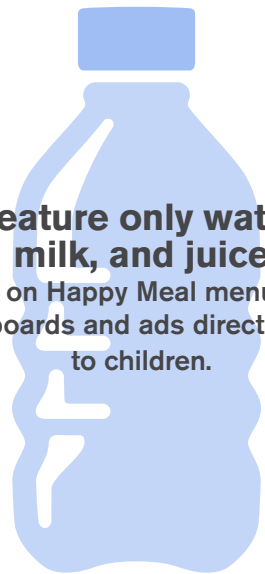 eature only wat
milk, and juice
on Happy Meal menu
boards and ads direct
to children.